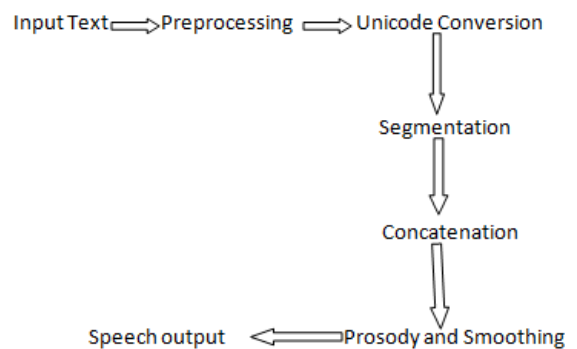 Input Text Preprocessing Unicode Conversion
Segmentation
Concatenation
Speech output Prosody and Smoothing